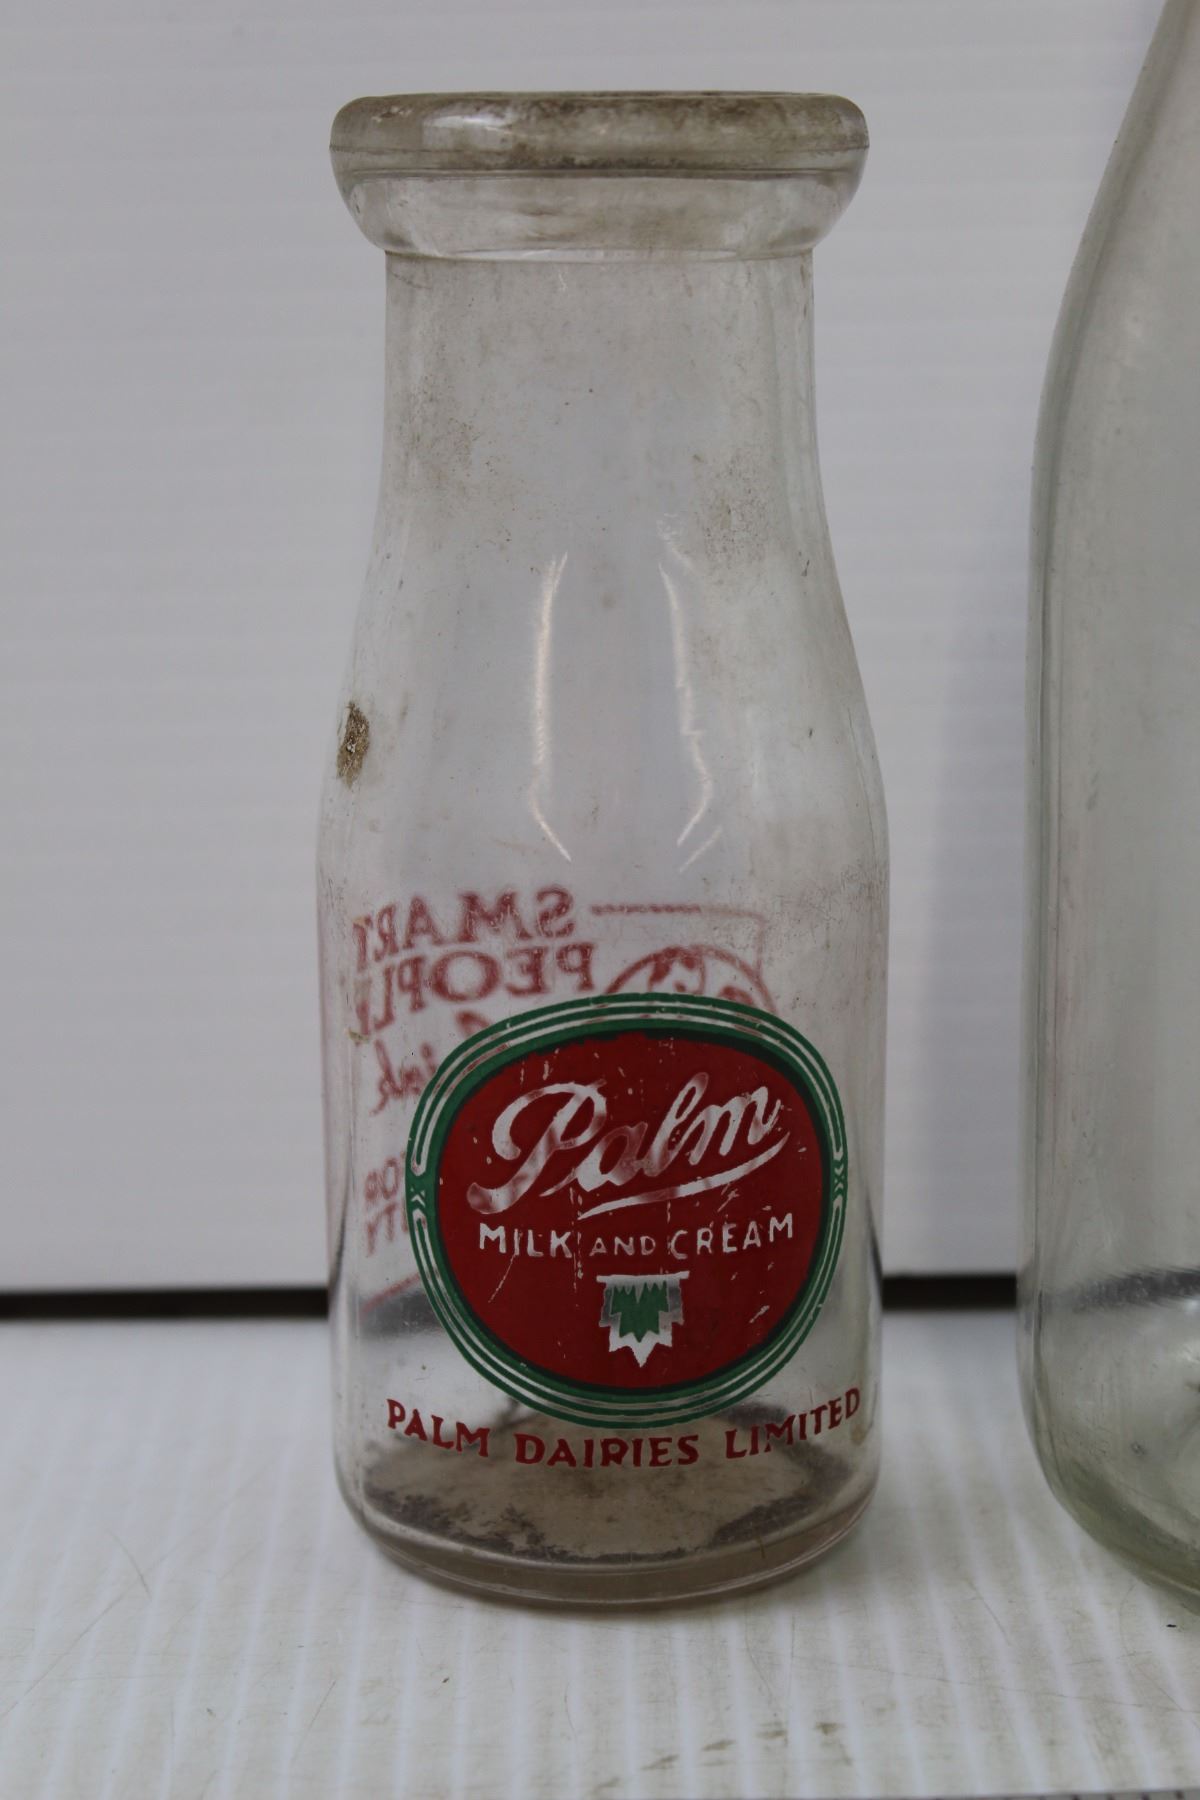 Palm
MILK AND CREAM
PALM DAIRIES LIMITED
SMART
PEOPLE